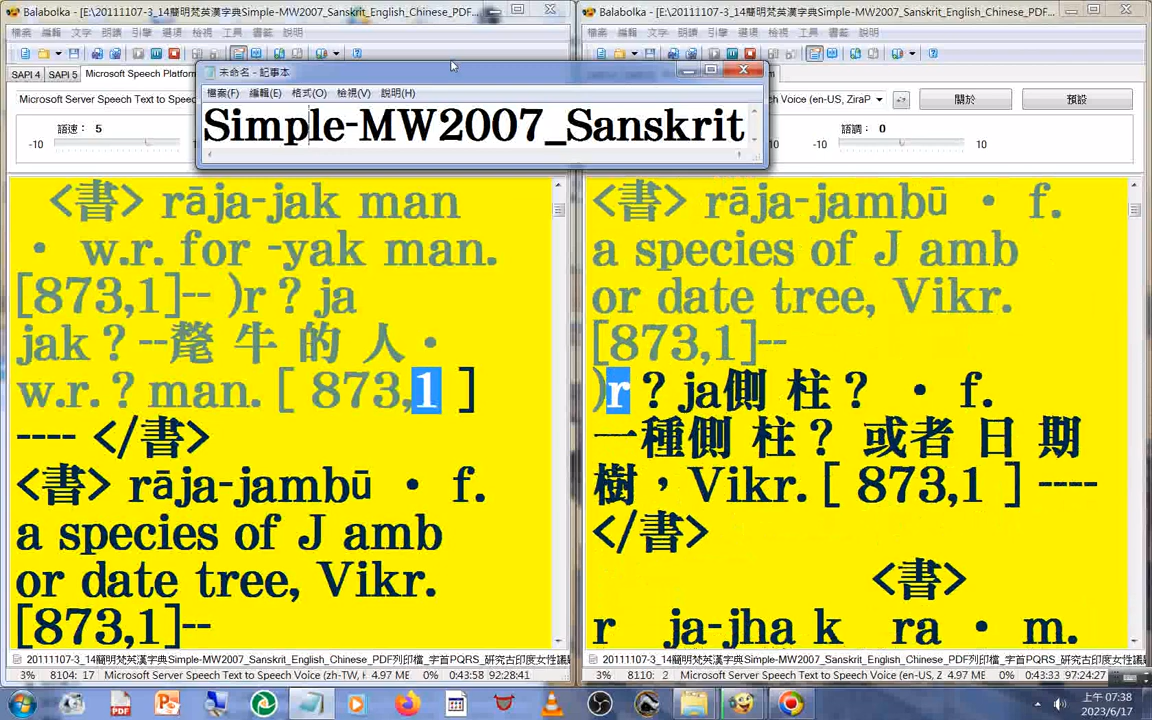 Balabolka - [E:\20111107-3_14簡明梵英漢字典Simple-MW2007_Sanskrit_English_Chinese_PDF...
檔案 編輯 文字 朗讀 引擎 選項 檢視 工具 書籤 說明
SAPI 4 SAPI 5 Microsoft Speech Platform
Microsoft Server Speech Text to Spee
語速： 5
-10
未命名 - 記事本
檔案(F) 編輯(E) 格式(O) 檢視(V) 說明(H)
Simple-MW2007_Sanskrit
<書> rāja-jak man
• w.r. for -yak man.
[873,1]-- )r？ja
jak？--氂 牛 的 人•
w.r.？man. [ 873,1 ]
---- </書>
<書> rāja-jambū • f.
a species of J amb
or date tree, Vikr.
[873,1]--
20111107-3_14簡明梵英漢字典Simple-MW2007_Sanskrit_English_Chinese_PDF列印檔_字首PQRS_研究古印度女性議
3% 8104: 17 Microsoft Server Speech Text to Speech Voice (zh-TW, H 4.97 MB 0% 0:43:58 92:28:41
Balabolka - [E:\20111107-3_14簡明梵英漢字典Simple-MW2007_Sanskrit_English_Chinese_PDF...
檔案 編輯 文字 朗讀 引擎 選項 檢視 工具 書籤 說明
Voice (en-US, ZiraP 關於 預設
語調： 0
-10 10
<書> rāja-jambū • f.
a species of J amb
or date tree, Vikr.
[873,1]--
)r？ja側 柱？ • f.
一種側 柱？ 或者 日 期
樹，Vikr. [ 873,1 ] ----
</書>
<書>
r ja-jha k ra • m.
20111107-3_14簡明梵英漢字典Simple-MW2007_Sanskrit_English_Chinese_PDF列印檔_字首PQRS_研究古印度女性議
3% 8110: 2 Microsoft Server Speech Text to Speech Voice (en-US, Z 4.97 MB 0% 0:43:54 97:24:27
上午 07:38
2023/6/17